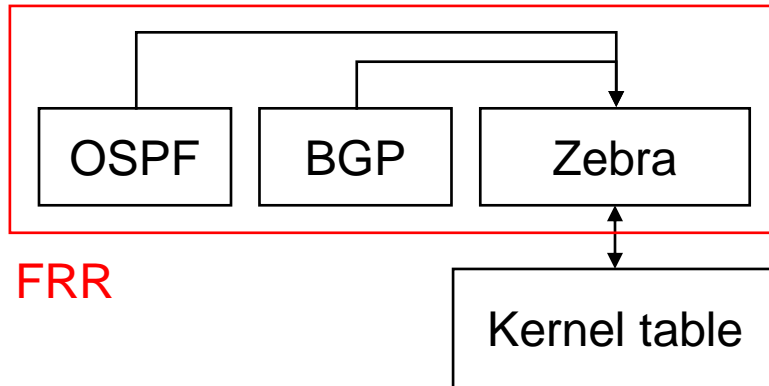 OSPF
BGP
Zebra
FRR
Kernel table